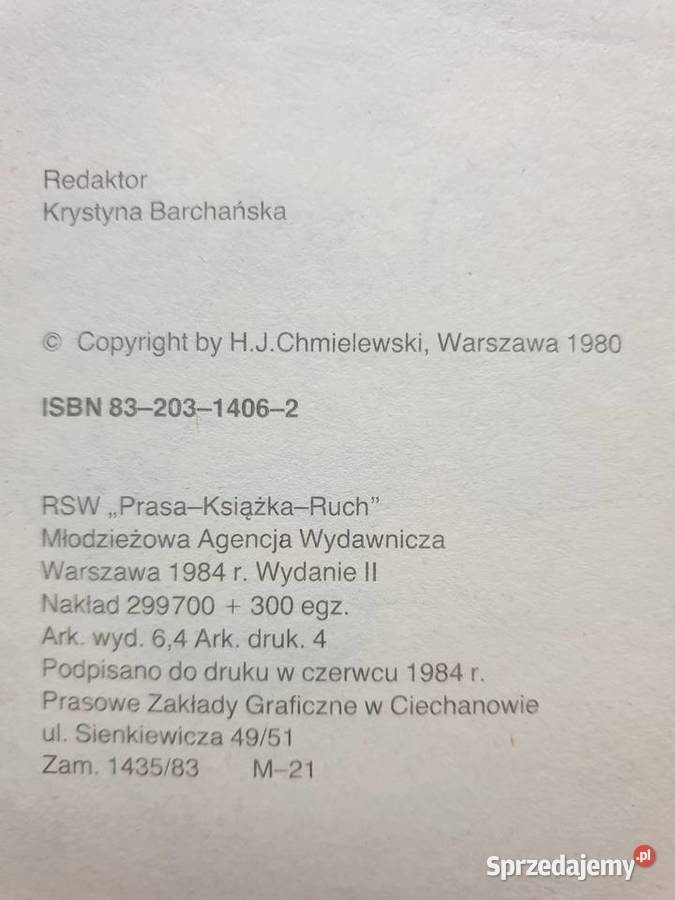 Redaktor
Krystyna Barchańska
© Copyright by H.J.Chmielewski, Warszawa 1980
ISBN 83–203–1406–2
RSW „Prasa–Książka–Ruch”
Młodzieżowa Agencja Wydawnicza
Warszawa 1984 r. Wydanie II
Nakład 299700 + 300 egz.
Ark. wyd. 6,4 Ark. druk. 4
Podpisano do druku w czerwcu 1984 r.
Prasowe Zakłady Graficzne w Ciechanowie
ul. Sienkiewicza 49/51
Zam. 1435/83 M–21
Sprzedajemy.pl